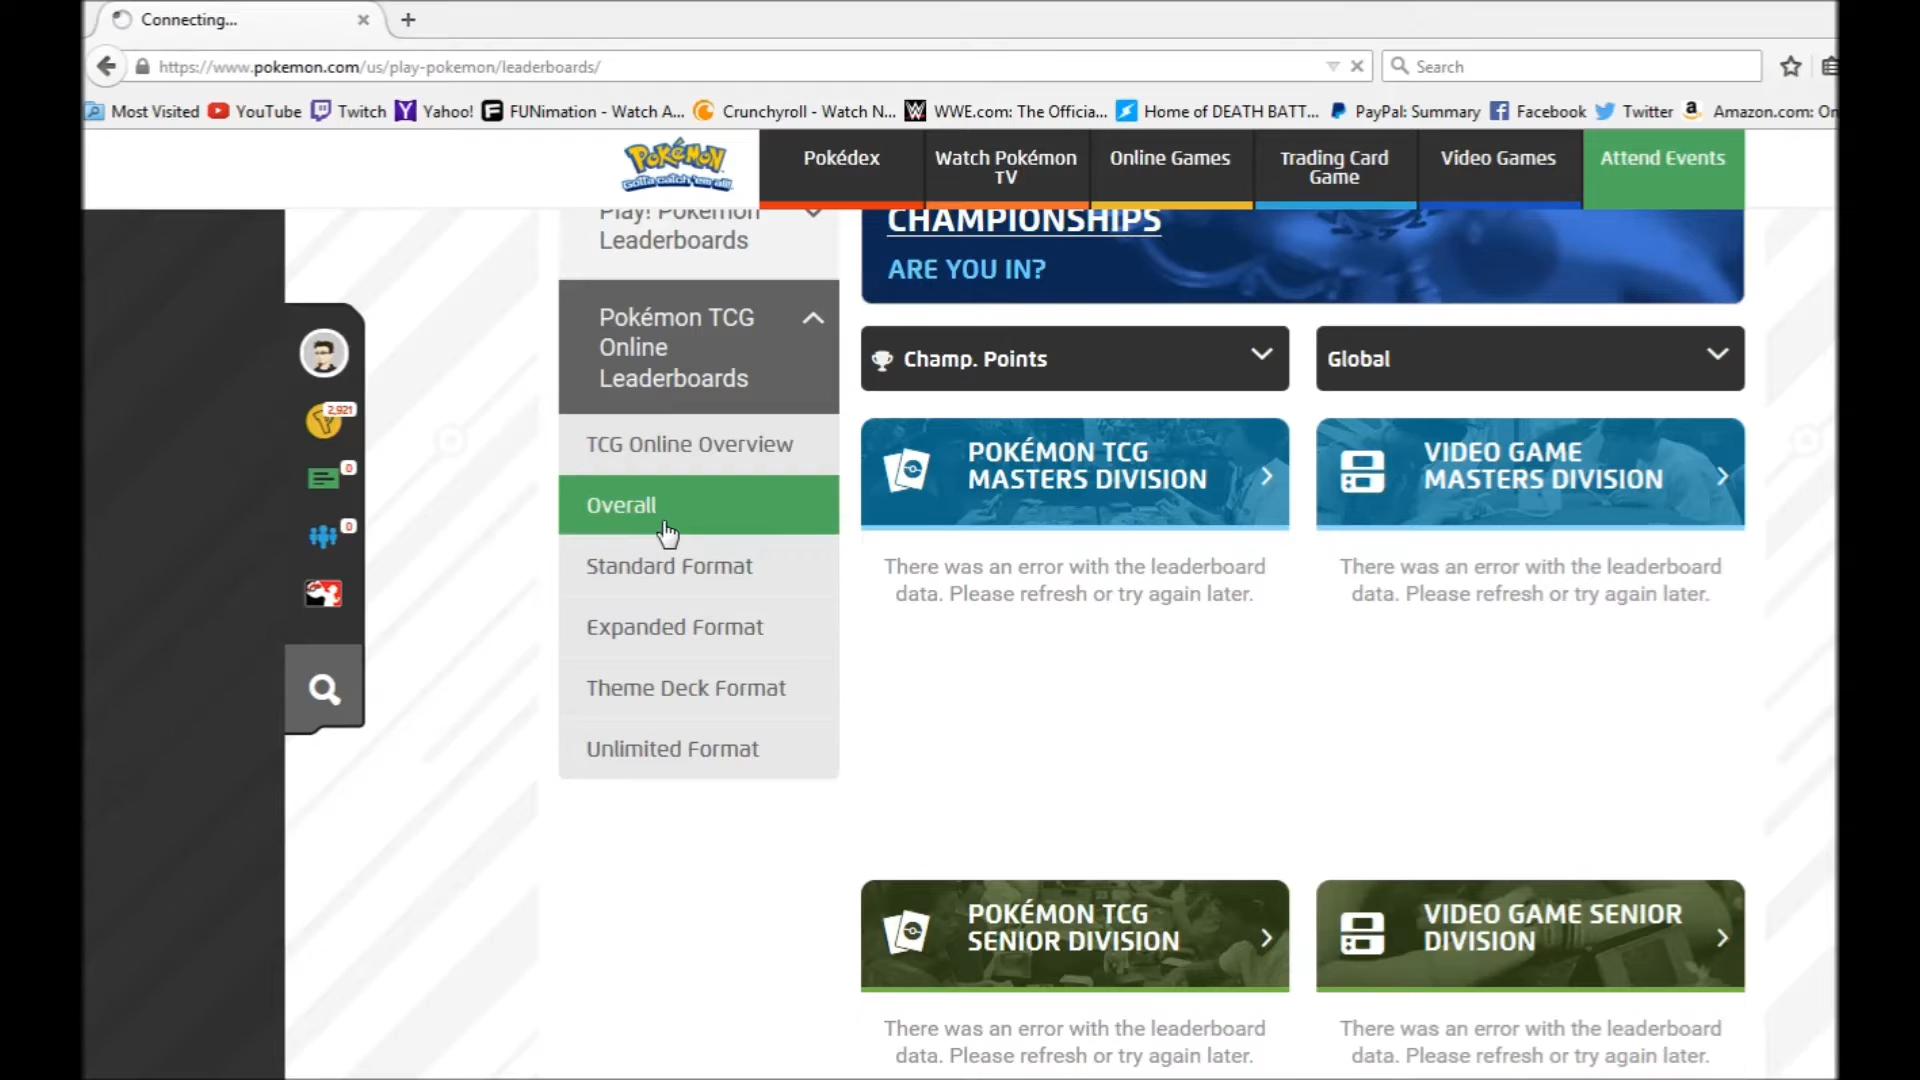 Connecting...
https://www.pokemon.com/us/play-pokemon/leaderboards/
Search
Most Visited YouTube Twitch Yahoo! FUNimation - Watch A... Crunchyroll - Watch N... WWE.com: The Officia... Home of DEATH BATT... PayPal: Summary Facebook Twitter Amazon.com: On
POKéMON
Gotta catch 'em all!
Pokédex
Watch Pokémon
TV
Online Games
Trading Card
Game
Video Games
Attend Events
Play! Pokémon
Leaderboards
Pokémon TCG
Online
Leaderboards
TCG Online Overview
Overall
Standard Format
Expanded Format
Theme Deck Format
Unlimited Format
2,921
0
0
CHAMPIONSHIPS
ARE YOU IN?
Champ. Points
Global
POKÉMON TCG
MASTERS DIVISION
There was an error with the leaderboard
data. Please refresh or try again later.
VIDEO GAME
MASTERS DIVISION
There was an error with the leaderboard
data. Please refresh or try again later.
POKÉMON TCG
SENIOR DIVISION
There was an error with the leaderboard
data. Please refresh or try again later.
VIDEO GAME SENIOR
DIVISION
There was an error with the leaderboard
data. Please refresh or try again later.